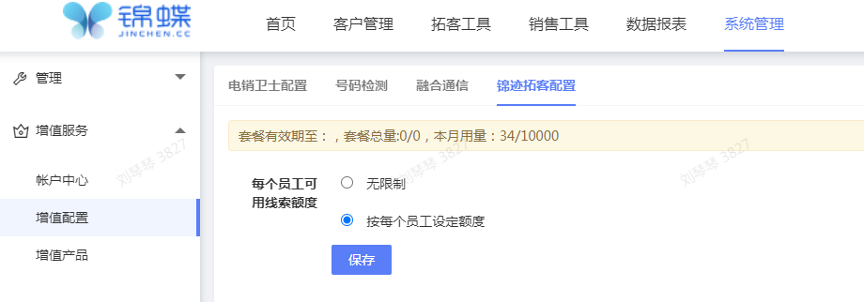 锦蝶
JINCHEN.CC
首页 客户管理 拓客工具 销售工具 数据报表 系统管理
管理
增值服务
帐户中心
增值配置
增值产品
电销卫士配置 号码检测 融合通信 锦迹拓客配置
套餐有效期至：，套餐总量:0/0，本月用量：34/10000
每个员工可用线索额度
无限制
按每个员工设定额度
保存
刘琴琴 3827
刘琴琴 3827
刘琴琴 3827